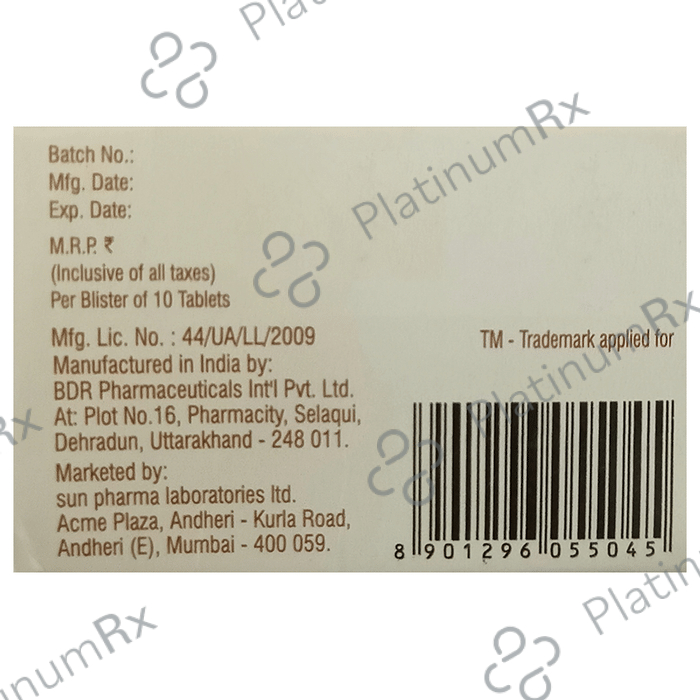 PlatinumRx
Batch No.:
Mfg. Date:
Exp. Date:
M.R.P. ₹
(Inclusive of all taxes)
Per Blister of 10 Tablets
Mfg. Lic. No. : 44/UA/LL/2009
TM - Trademark applied for
Manufactured in India by:
BDR Pharmaceuticals Int'l Pvt. Ltd.
At: Plot No.16, Pharmacity, Selaqui,
Dehradun, Uttarakhand - 248 011.
Marketed by:
sun pharma laboratories ltd.
Acme Plaza, Andheri - Kurla Road,
Andheri (E), Mumbai - 400 059.
8 901296 055045
PlatinumRx
PlatinumRx